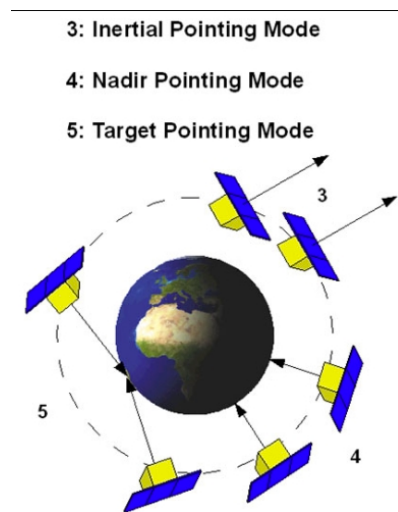 3: Inertial Pointing Mode
4: Nadir Pointing Mode
5: Target Pointing Mode
3
5
4